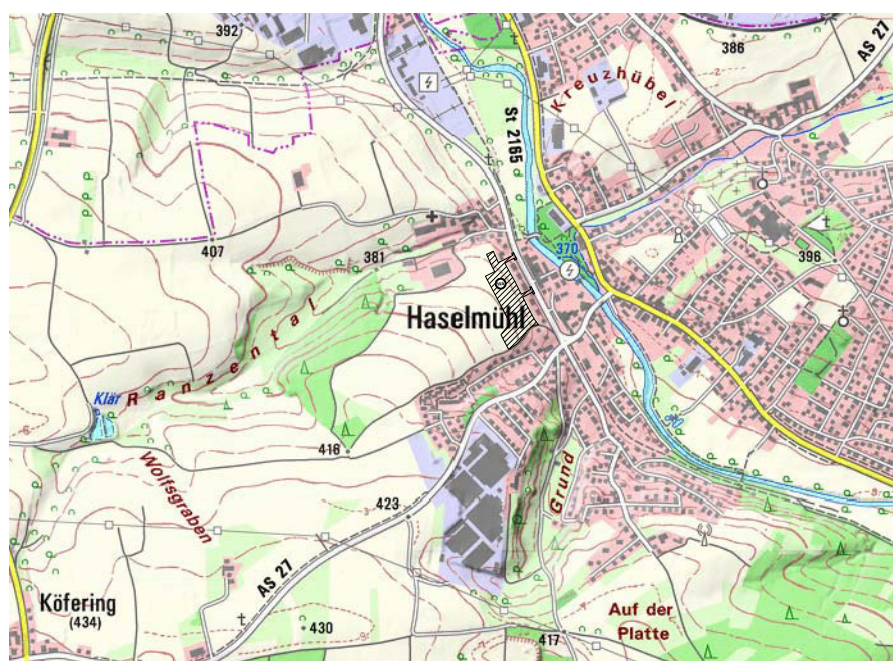 392
386
AS 27
Kreuzhübel
St 2165
407
381
370
396
Haselmühl
Ranzental
Klär
418
Wolfsgraben
Grund
423
AS 27
Köfering
(434)
430
Auf der
Platte
417